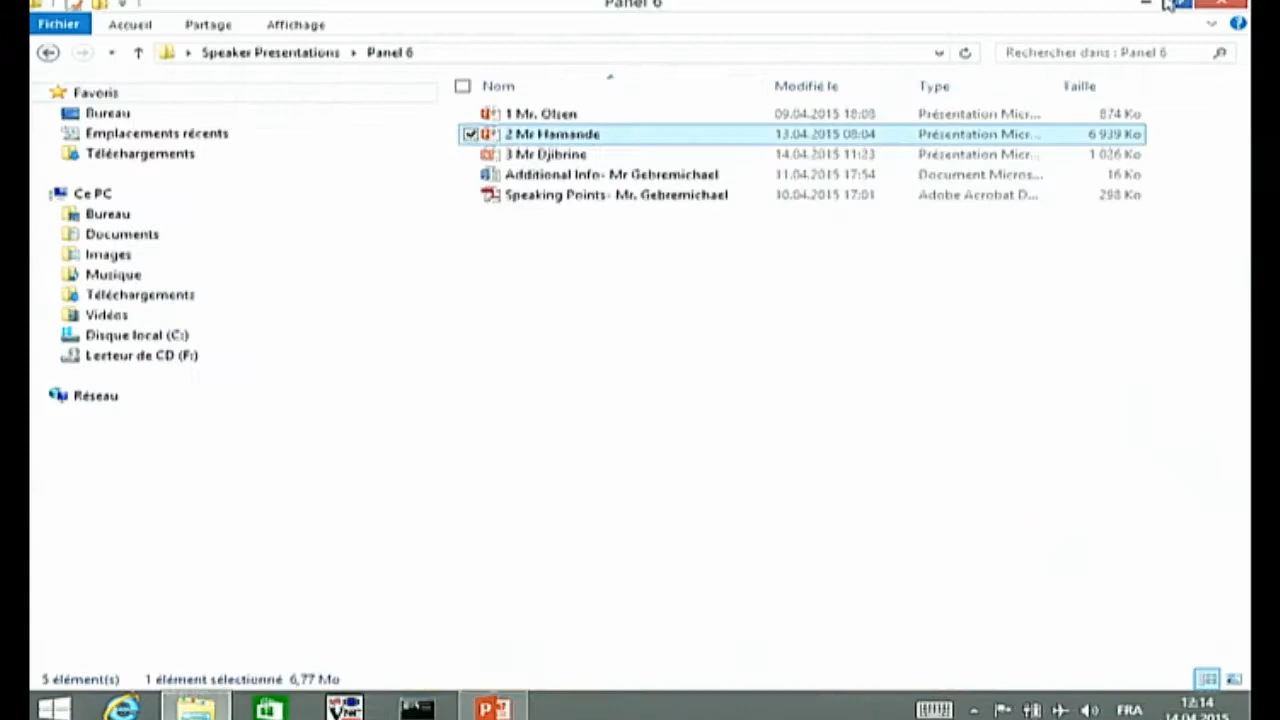 Panel 6
Fichier Accueil Partage Affichage
Speaker Presentations Panel 6 Rechercher dans : Panel 6
Favoris
Bureau
Emplacements récents
Téléchargements
Ce PC
Bureau
Documents
Images
Musique
Téléchargements
Vidéos
Disque local (C:)
Lecteur de CD (F:)
Réseau
Nom Modifié le Type Taille
1 Mr. Olsen 09.04.2015 18:08 Présentation Micr... 874 Ko
2 Mr Hamande 13.04.2015 08:04 Présentation Micr... 6 939 Ko
3 Mr Djibrine 14.04.2015 11:23 Présentation Micr... 1 026 Ko
Additional Info- Mr Gebremichael 11.04.2015 17:54 Document Micros... 16 Ko
Speaking Points- Mr. Gebremichael 10.04.2015 17:01 Adobe Acrobat D... 298 Ko
5 élément(s) 1 élément sélectionné 6,77 Mo
FRA 12:14
14.04.2015